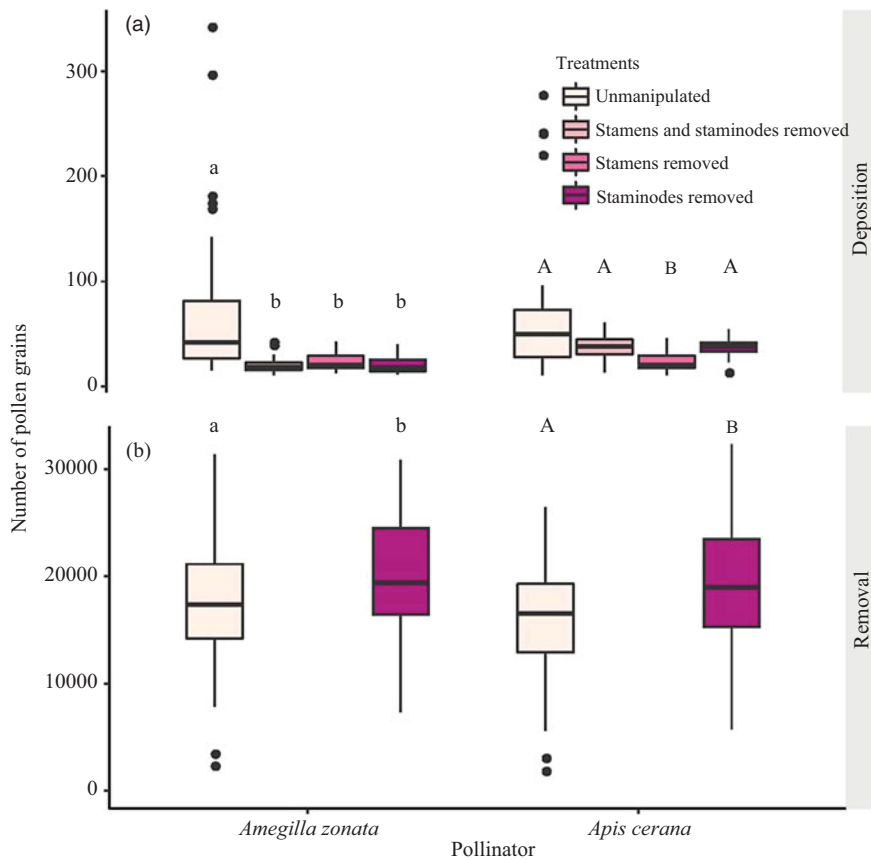 (a)
Treatments
Unmanipulated
Stamens and staminodes removed
Stamens removed
Staminodes removed
300
200
100
0
a
b b b
A A B A
Deposition
Number of pollen grains
(b)
a b A B
30000
20000
10000
0
Removal
Amegilla zonata Apis cerana
Pollinator